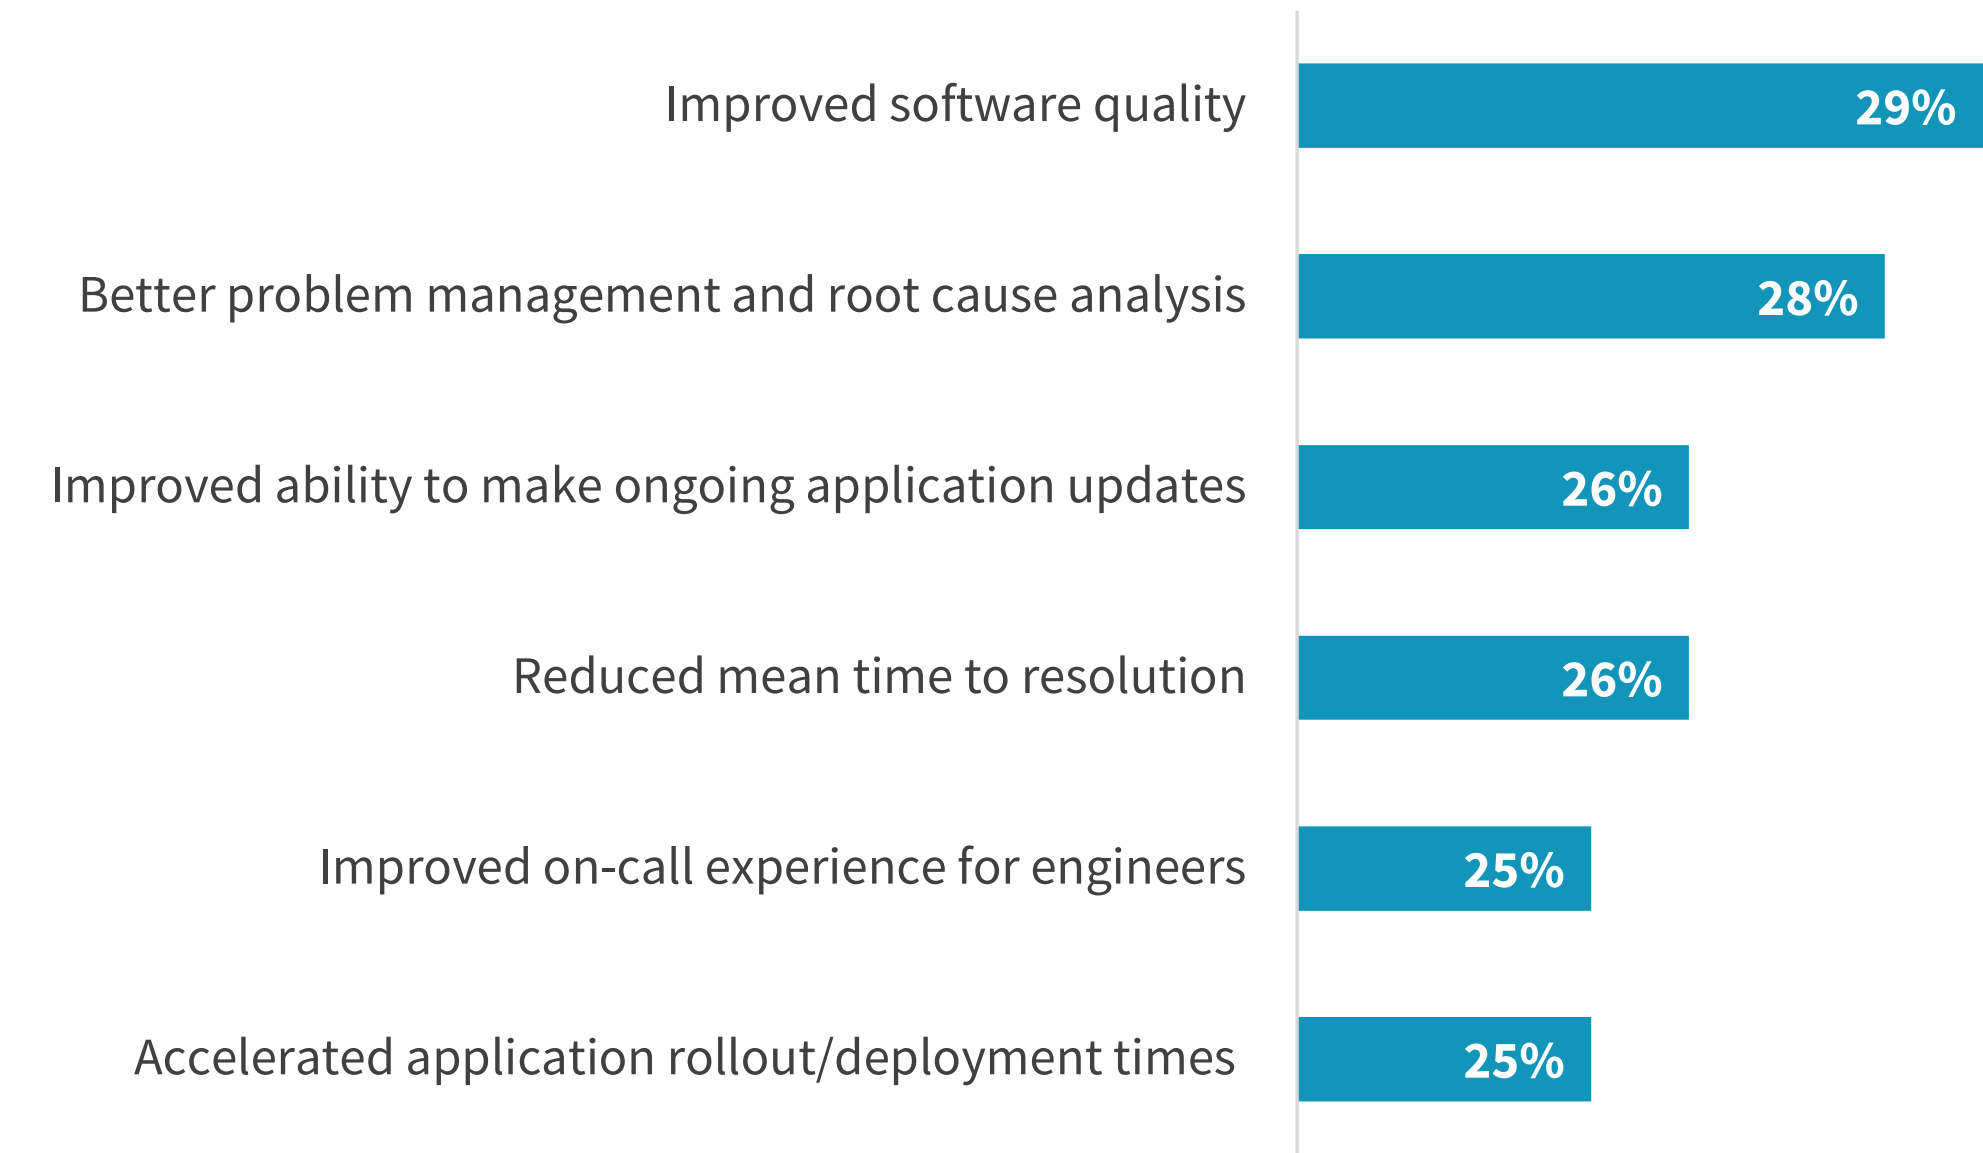 Improved software quality 29%
Better problem management and root cause analysis 28%
Improved ability to make ongoing application updates 26%
Reduced mean time to resolution 26%
Improved on-call experience for engineers 25%
Accelerated application rollout/deployment times 25%